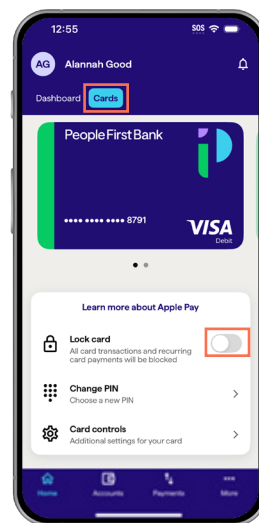 12:55
SOS
AG
Alannah Good
Dashboard
Cards
People First Bank
•••• •••• •••• 8791
VISA
Debit
Learn more about Apple Pay
Lock card
All card transactions and recurring
card payments will be blocked
Change PIN
Choose a new PIN
Card controls
Additional settings for your card
Home
Accounts
Payments
More